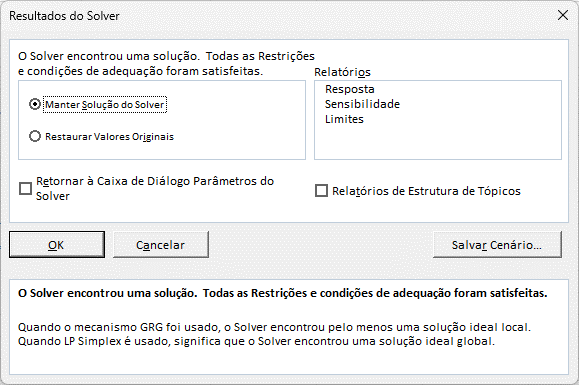 Resultados do Solver
O Solver encontrou uma solução.  Todas as Restrições
e condições de adequação foram satisfeitas.
Relatórios
Manter Solução do Solver
Restaurar Valores Originais
Resposta
Sensibilidade
Limites
Retornar à Caixa de Diálogo Parâmetros do
Solver
Relatórios de Estrutura de Tópicos
OK
Cancelar
Salvar Cenário...
O Solver encontrou uma solução.  Todas as Restrições e condições de adequação foram satisfeitas.
Quando o mecanismo GRG foi usado, o Solver encontrou pelo menos uma solução ideal local.
Quando LP Simplex é usado, significa que o Solver encontrou uma solução ideal global.